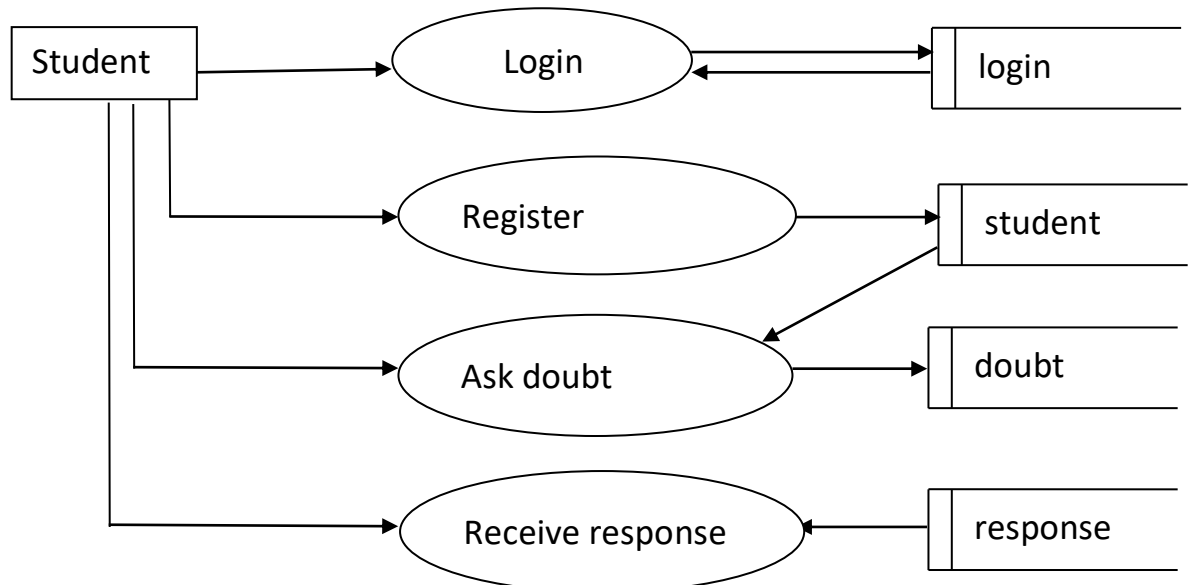 Student
Login
login
Register
student
Ask doubt
doubt
Receive response
response